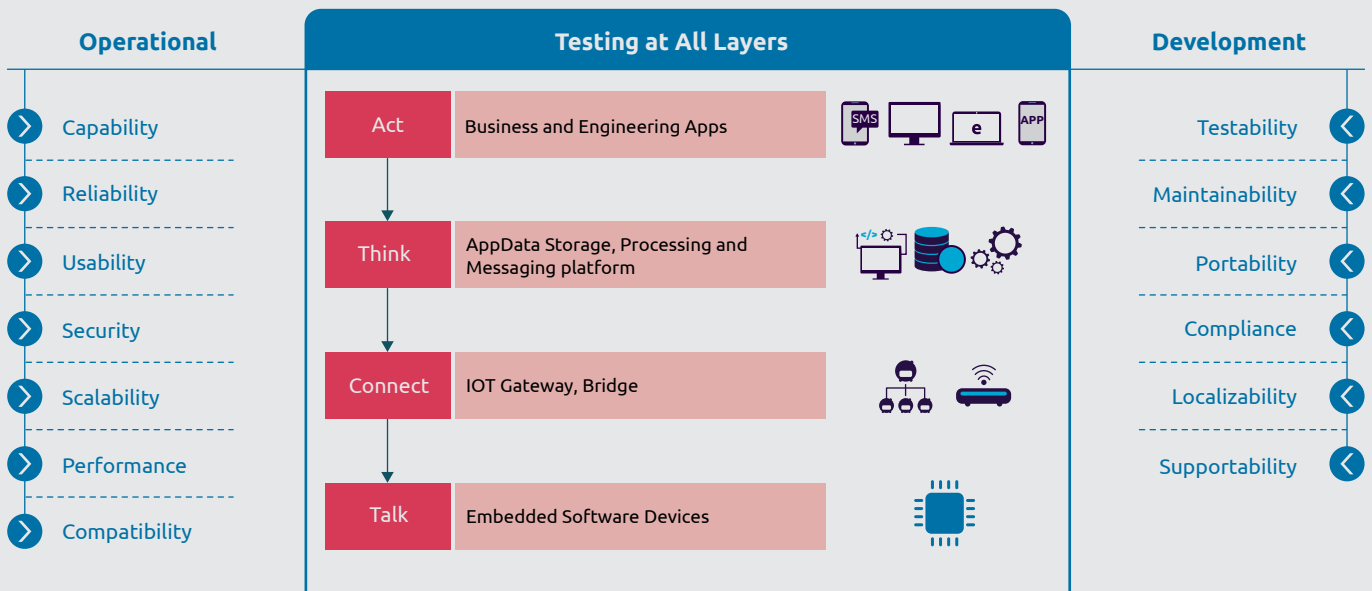 Operational
Testing at All Layers
Development
Capability
Reliability
Usability
Security
Scalability
Performance
Compatibility
Act
Business and Engineering Apps
SMS
e
APP
Think
AppData Storage, Processing and
Messaging platform
</>
Connect
IOT Gateway, Bridge
Talk
Embedded Software Devices
Testability
Maintainability
Portability
Compliance
Localizability
Supportability